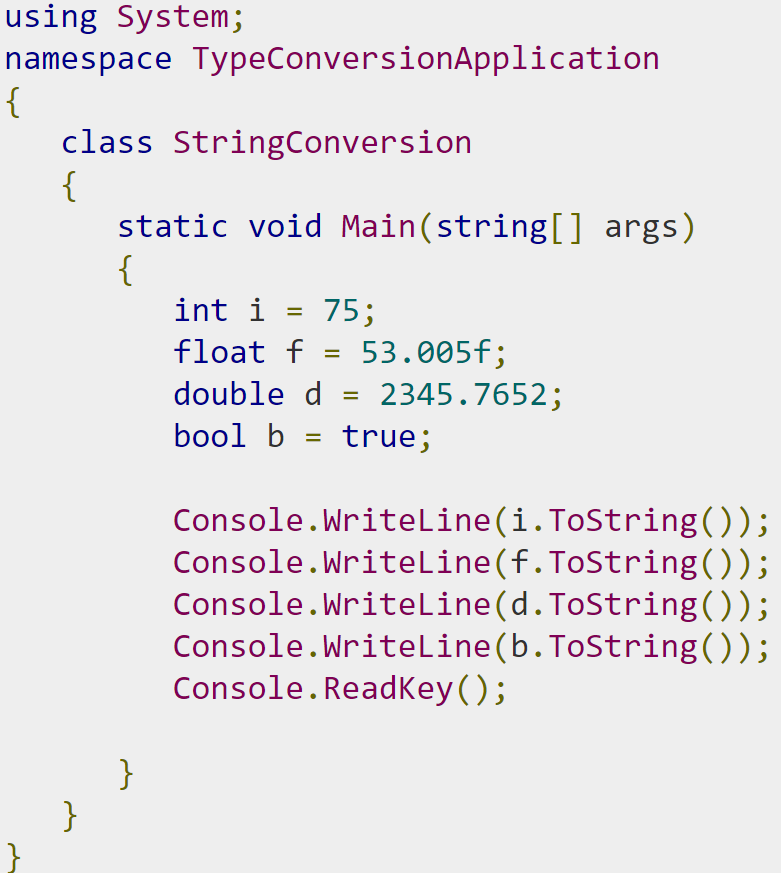 using System;
namespace TypeConversionApplication
{
   class StringConversion
   {
      static void Main(string[] args)
      {
         int i = 75;
         float f = 53.005f;
         double d = 2345.7652;
         bool b = true;

         Console.WriteLine(i.ToString());
         Console.WriteLine(f.ToString());
         Console.WriteLine(d.ToString());
         Console.WriteLine(b.ToString());
         Console.ReadKey();

      }
   }
}